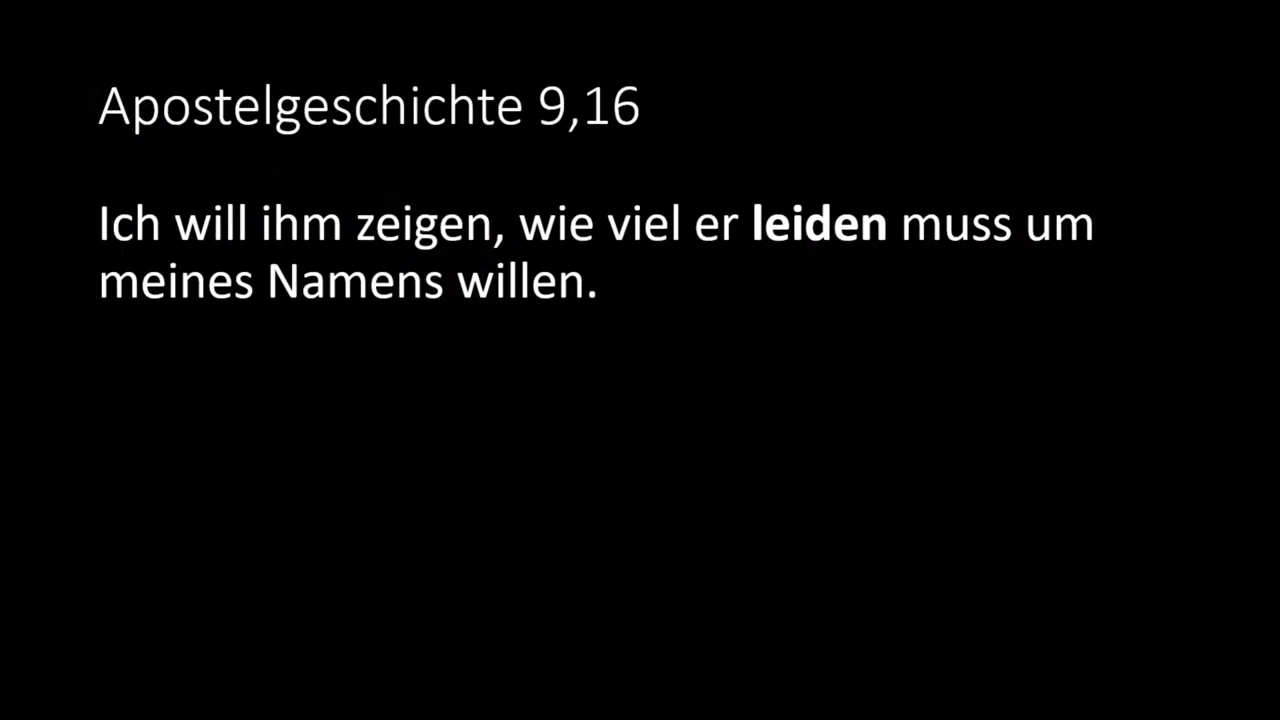 Apostelgeschichte 9,16
Ich will ihm zeigen, wie viel er leiden muss um
meines Namens willen.